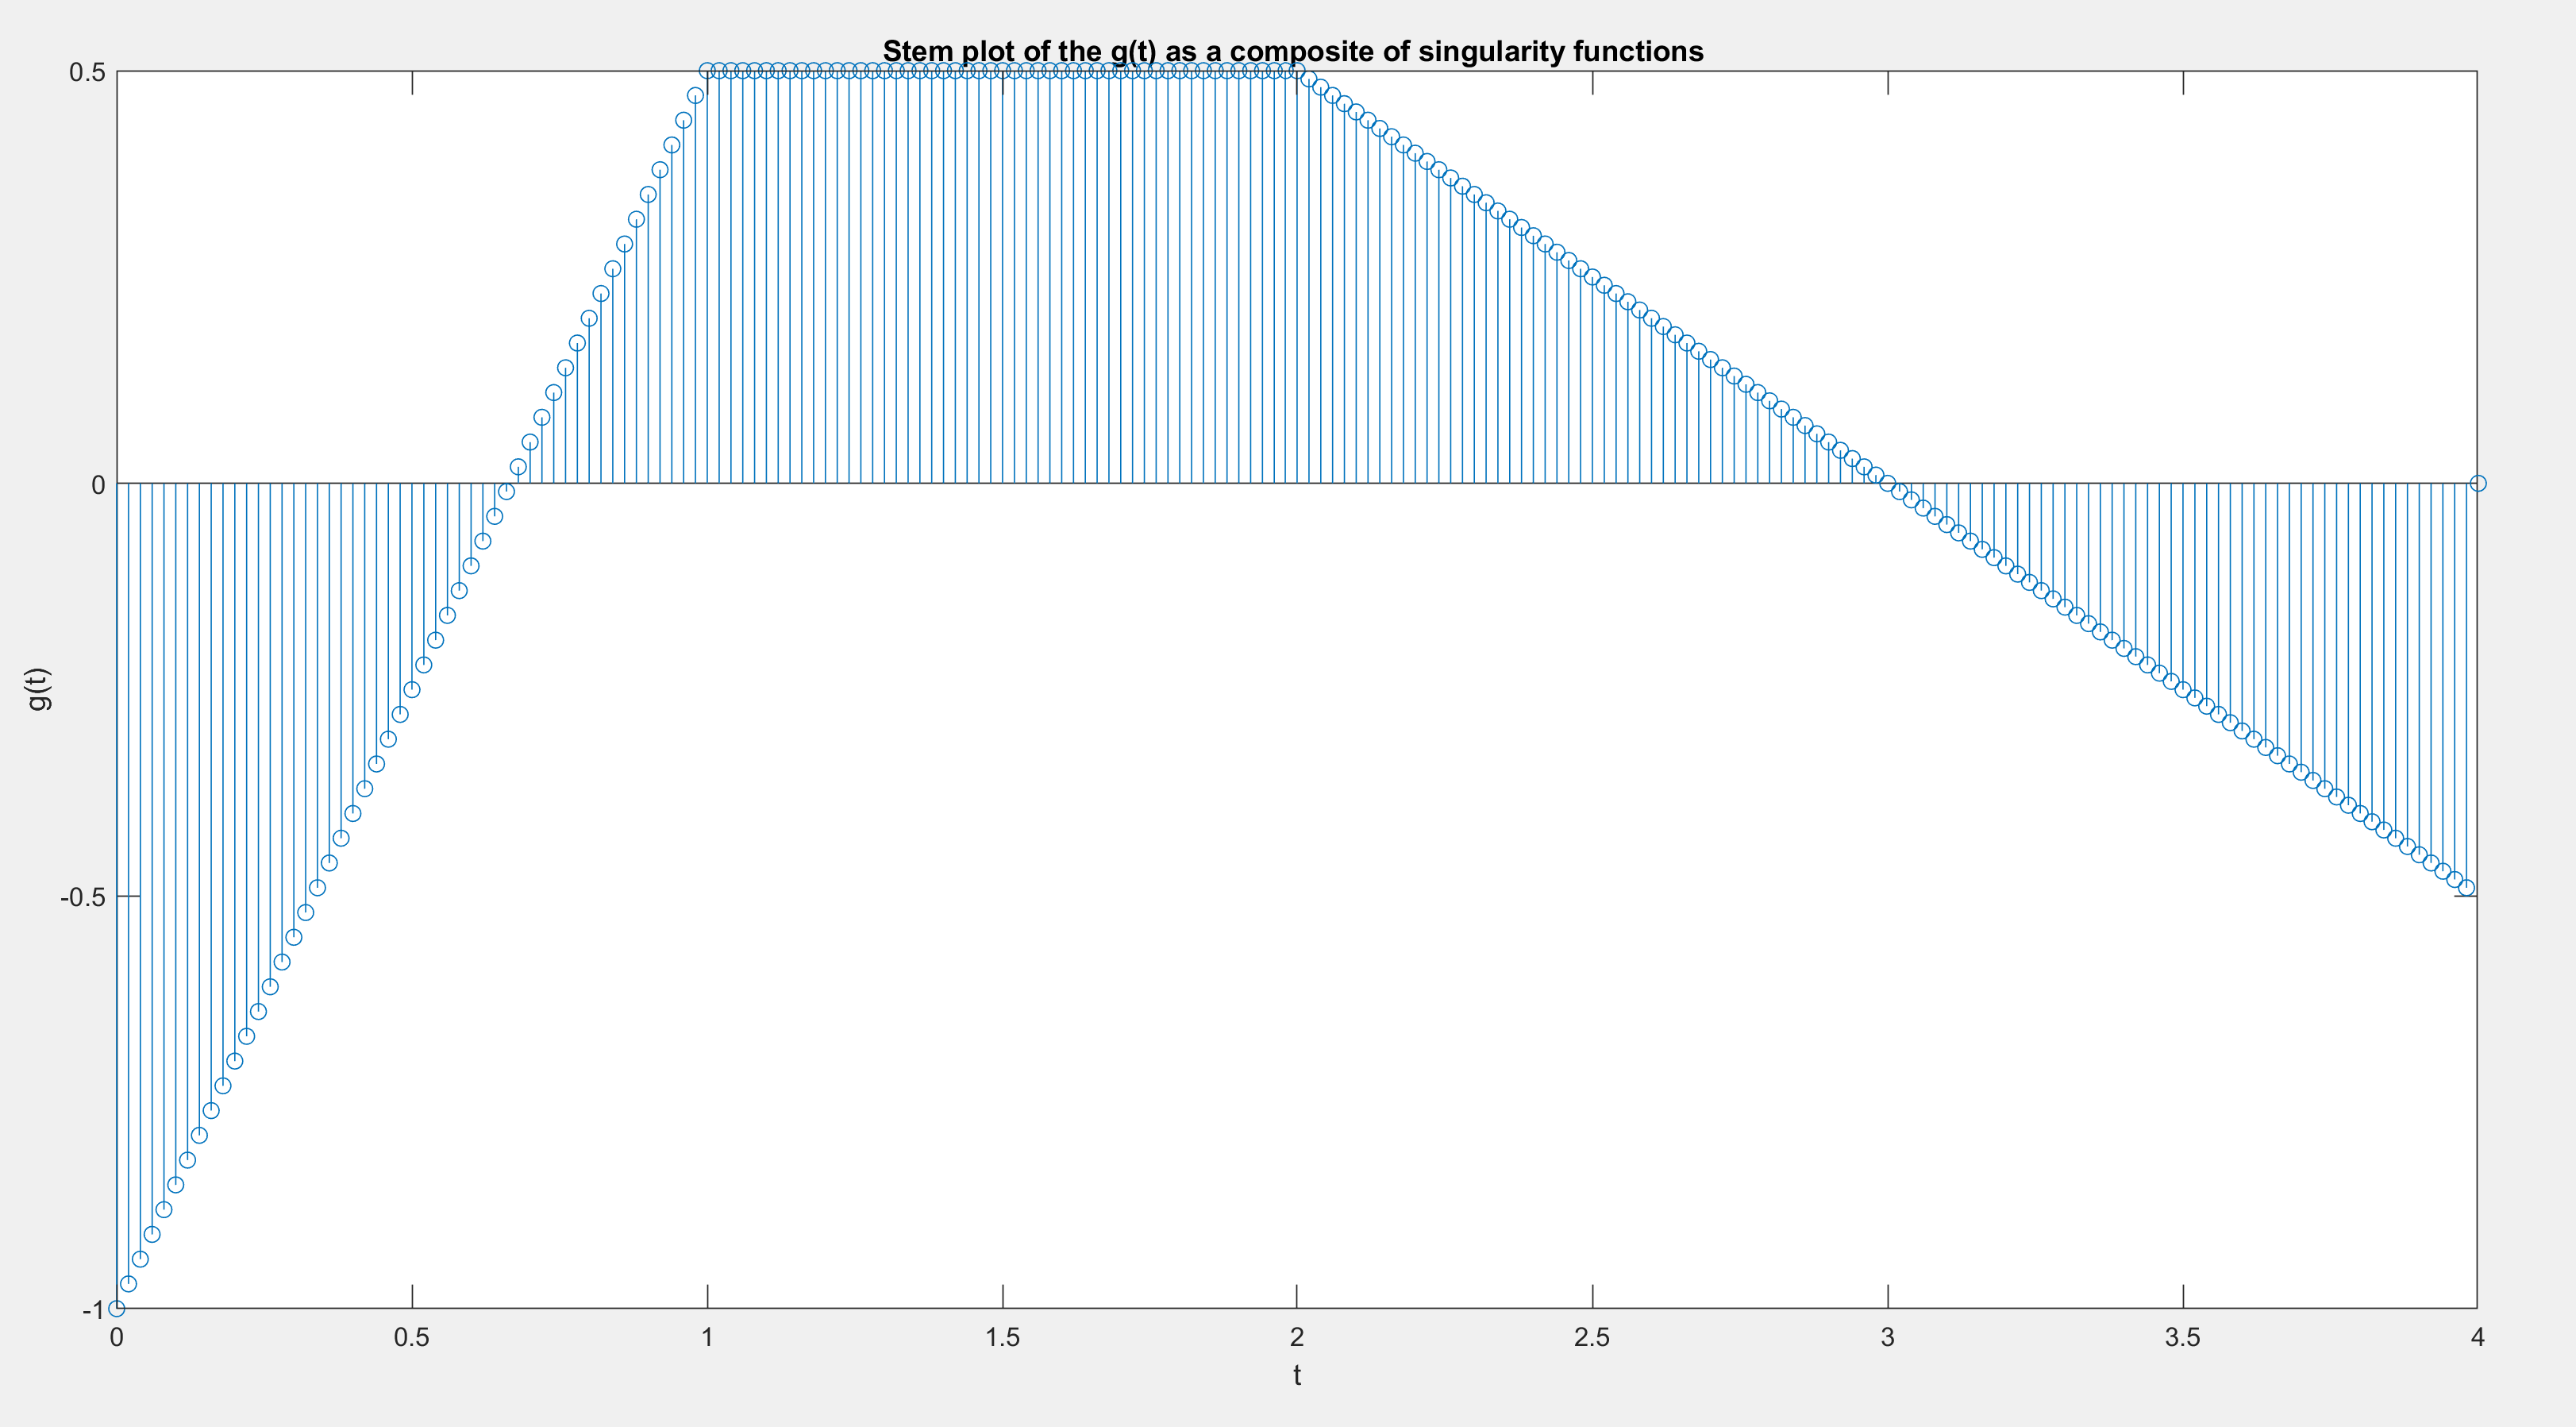 Stem plot of the g(t) as a composite of singularity functions
0.5
0
-0.5
-1
g(t)
0 0.5 1 1.5 2 2.5 3 3.5 4
t